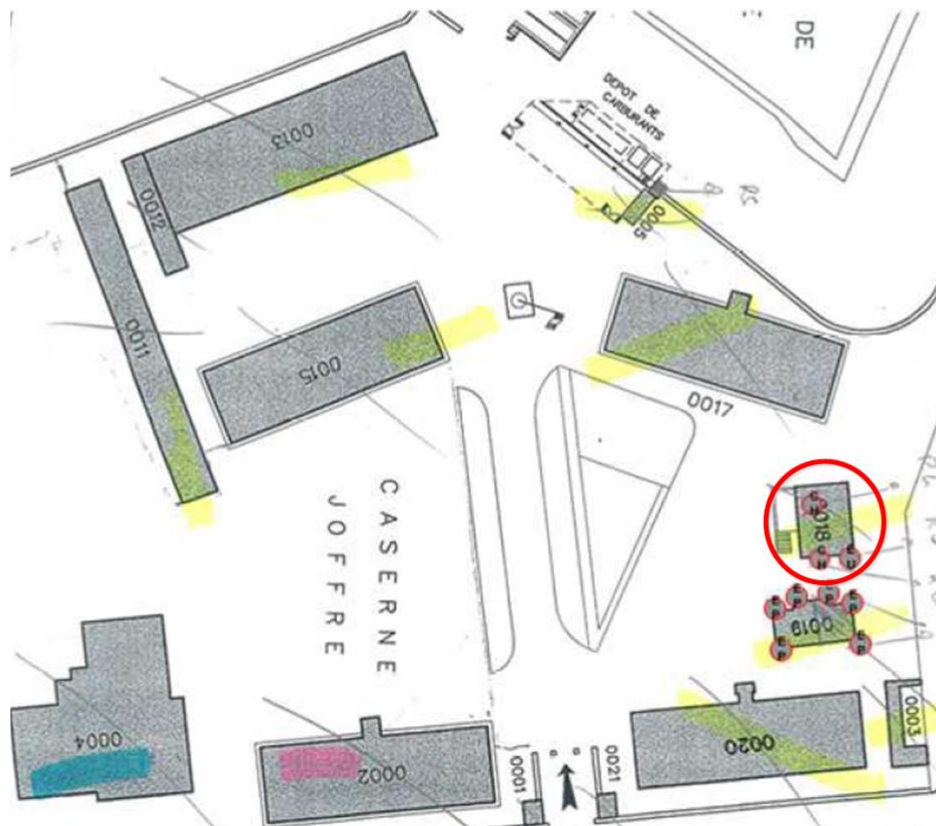 DE
DEPOT DE
CARBURANTS
0013
0012
0005
0011
0015
0017
CASERNE
JOFFRE
0018
0019
0004
0002
0001
0021
0020
0003
C
H
C
H
E
U
E
P
E
P
E
P
E
P
E
P
E
P